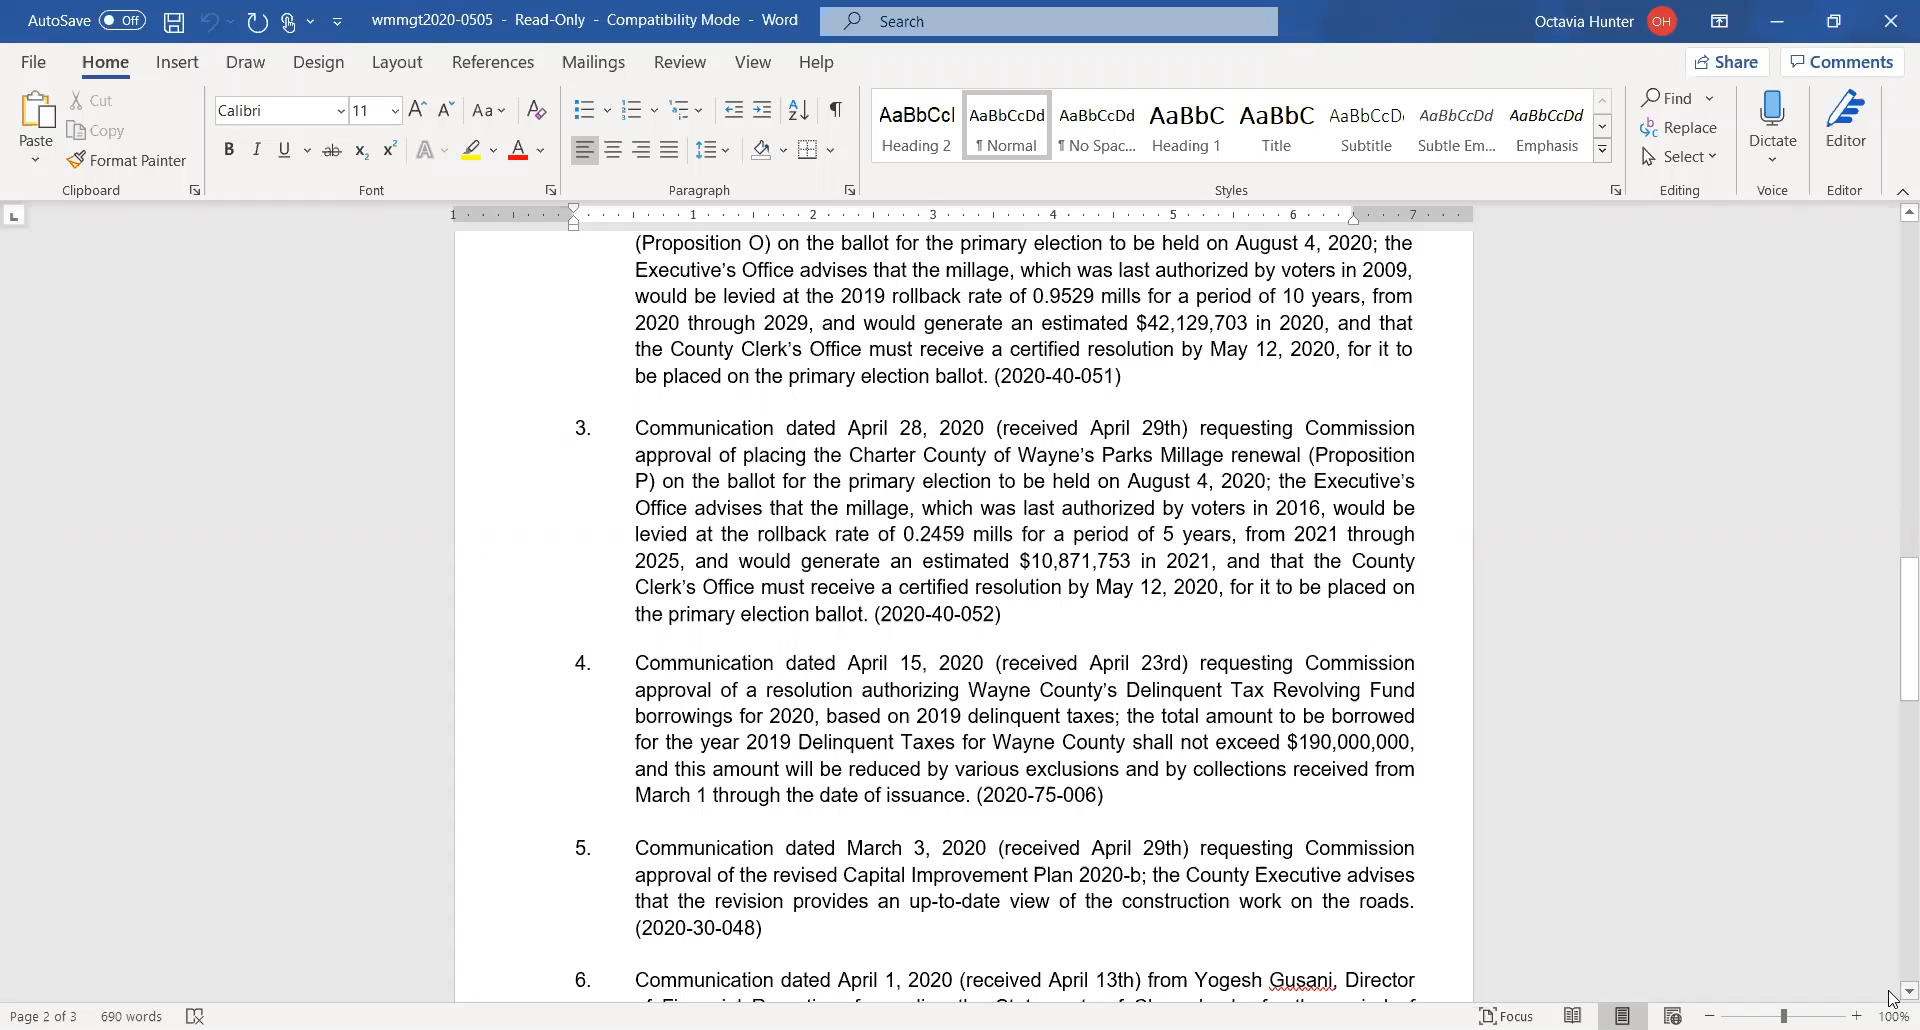 AutoSave Off wmmgt2020-0505 - Read-Only - Compatibility Mode - Word Search Octavia Hunter OH
File Home Insert Draw Design Layout References Mailings Review View Help Share Comments
Paste Cut Copy Format Painter Clipboard
Calibri 11 Aa B I U ab x₂ x² A A Font
Paragraph
AaBbCcI AaBbCcDd AaBbCcDd AaBbC AaBbC AaBbCcD AaBbCcDd AaBbCcDd
Heading 2 ¶ Normal ¶ No Spac... Heading 1 Title Subtitle Subtle Em... Emphasis
Styles
Find Replace Select Editing
Dictate Voice
Editor Editor
1 1 2 3 4 5 6 7
(Proposition O) on the ballot for the primary election to be held on August 4, 2020; the
Executive’s Office advises that the millage, which was last authorized by voters in 2009,
would be levied at the 2019 rollback rate of 0.9529 mills for a period of 10 years, from
2020 through 2029, and would generate an estimated $42,129,703 in 2020, and that
the County Clerk’s Office must receive a certified resolution by May 12, 2020, for it to
be placed on the primary election ballot. (2020-40-051)
3. Communication dated April 28, 2020 (received April 29th) requesting Commission
approval of placing the Charter County of Wayne’s Parks Millage renewal (Proposition
P) on the ballot for the primary election to be held on August 4, 2020; the Executive’s
Office advises that the millage, which was last authorized by voters in 2016, would be
levied at the rollback rate of 0.2459 mills for a period of 5 years, from 2021 through
2025, and would generate an estimated $10,871,753 in 2021, and that the County
Clerk’s Office must receive a certified resolution by May 12, 2020, for it to be placed on
the primary election ballot. (2020-40-052)
4. Communication dated April 15, 2020 (received April 23rd) requesting Commission
approval of a resolution authorizing Wayne County’s Delinquent Tax Revolving Fund
borrowings for 2020, based on 2019 delinquent taxes; the total amount to be borrowed
for the year 2019 Delinquent Taxes for Wayne County shall not exceed $190,000,000,
and this amount will be reduced by various exclusions and by collections received from
March 1 through the date of issuance. (2020-75-006)
5. Communication dated March 3, 2020 (received April 29th) requesting Commission
approval of the revised Capital Improvement Plan 2020-b; the County Executive advises
that the revision provides an up-to-date view of the construction work on the roads.
(2020-30-048)
6. Communication dated April 1, 2020 (received April 13th) from Yogesh Gusani, Director
Page 2 of 3 690 words Focus 100%